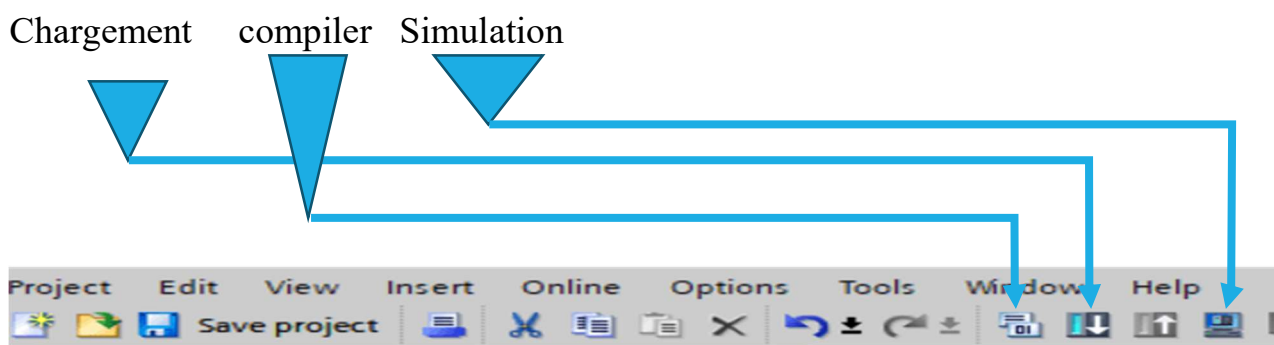 Chargement compiler Simulation
Project Edit View Insert Online Options Tools Window Help
Save project